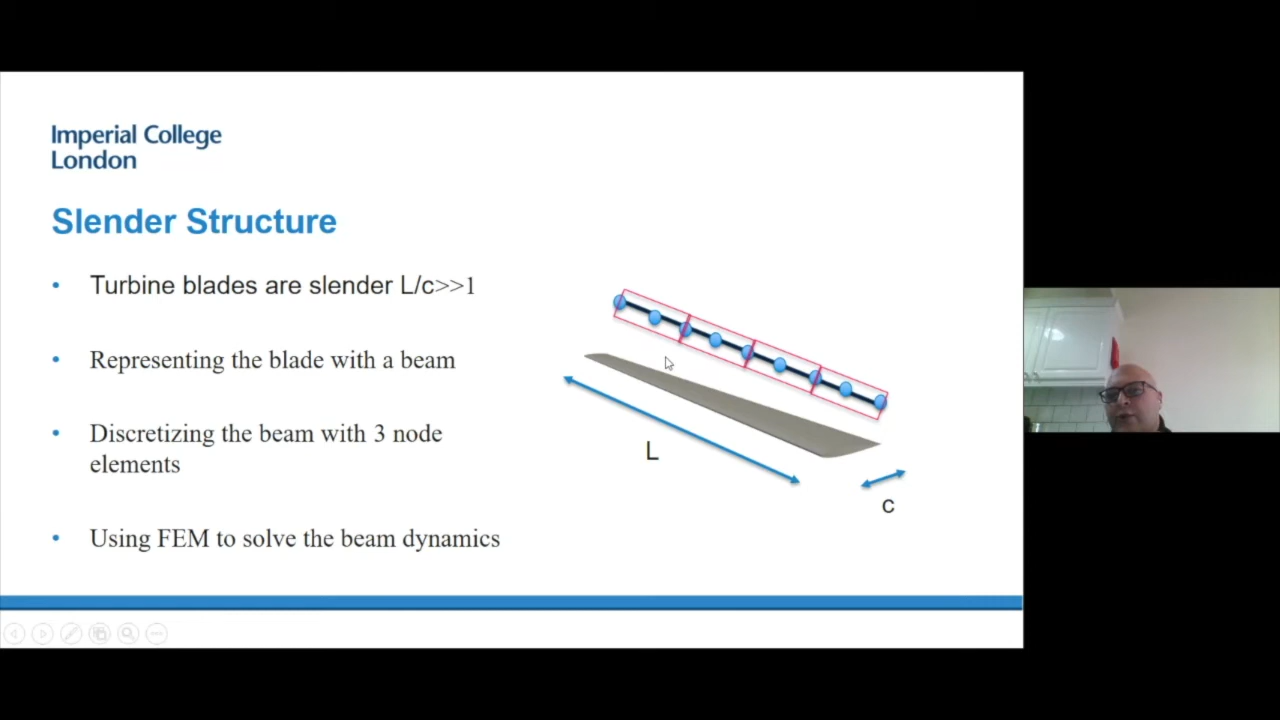 Imperial College
London
Slender Structure
• Turbine blades are slender L/c>>1
• Representing the blade with a beam
• Discretizing the beam with 3 node
elements
• Using FEM to solve the beam dynamics
L
c